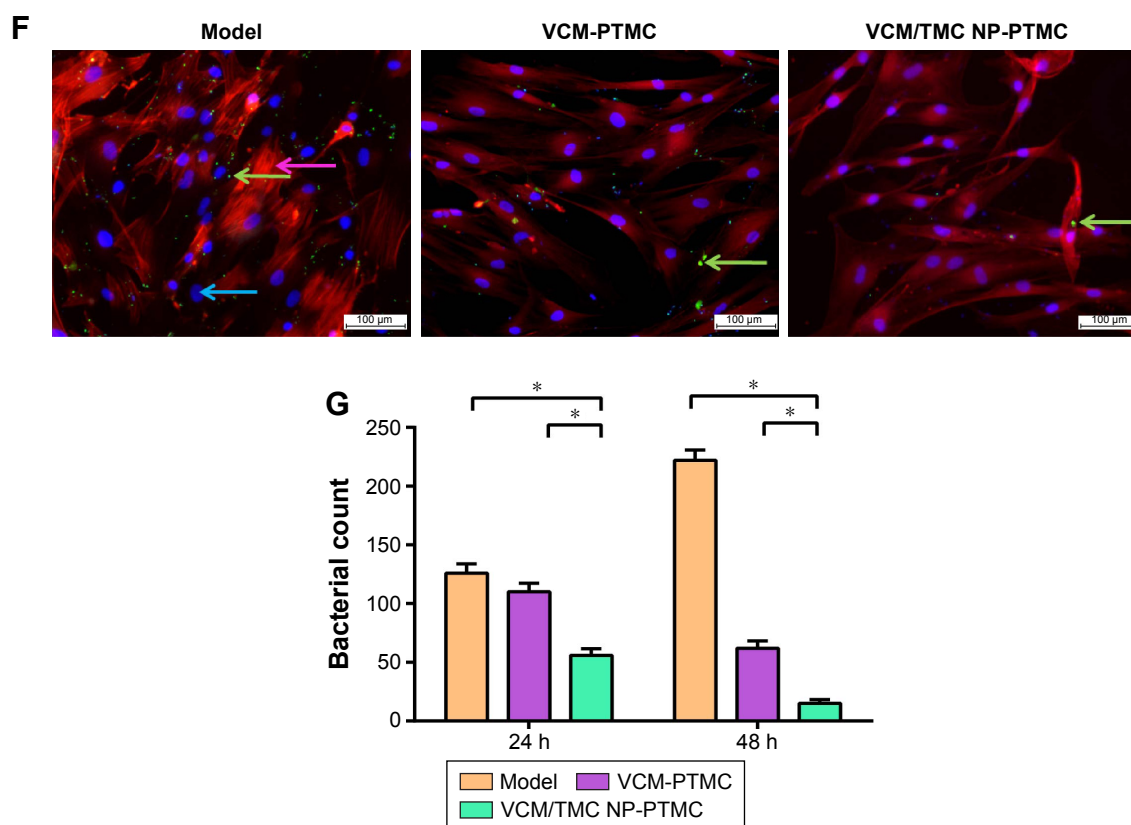 F
Model VCM-PTMC VCM/TMC NP-PTMC
100 µm 100 µm 100 µm
G
* * * *
250
200
150
100
50
0
Bacterial count
24 h 48 h
Model VCM-PTMC
VCM/TMC NP-PTMC